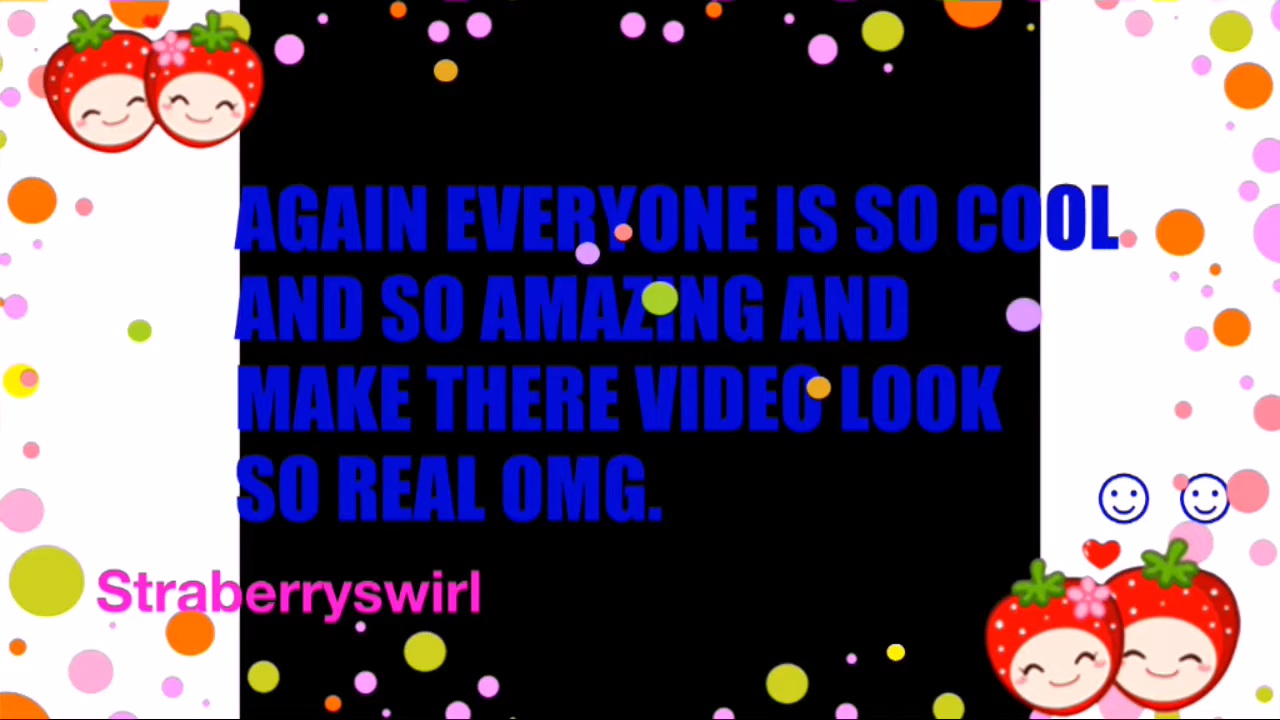 AGAIN EVERYONE IS SO COOL
AND SO AMAZING AND
MAKE THERE VIDEO LOOK
SO REAL OMG.
☺ ☺
Straberryswirl